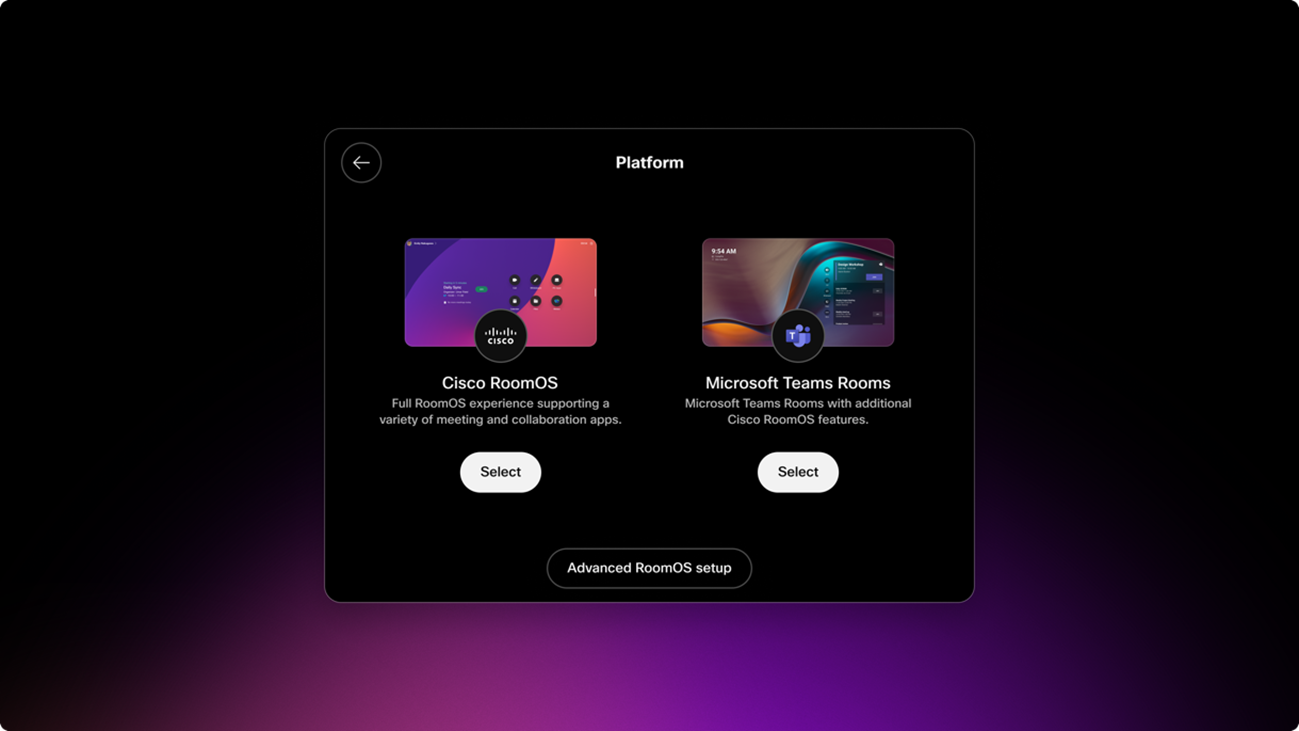 Platform
9:54 AM
CISCO
T
Cisco RoomOS
Full RoomOS experience supporting a
variety of meeting and collaboration apps.
Select
Microsoft Teams Rooms
Microsoft Teams Rooms with additional
Cisco RoomOS features.
Select
Advanced RoomOS setup